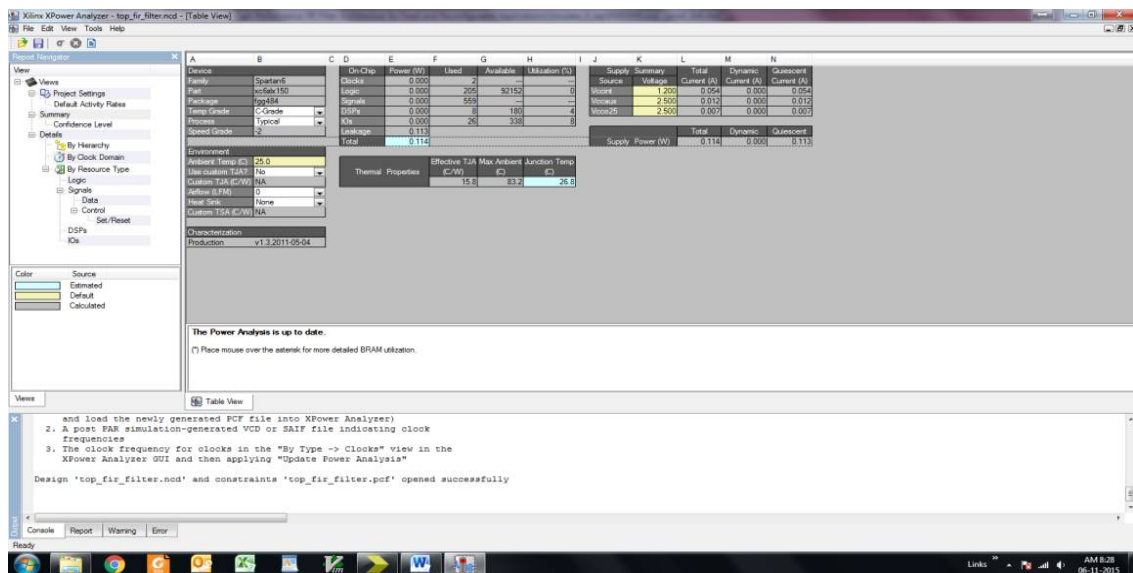 Xilinx XPower Analyzer - top_fir_filter.ncd - [Table View]
File Edit View Tools Help
Report Navigator
View
Views
Project Settings
Default Activity Rates
Summary
Confidence Level
Details
By Hierarchy
By Clock Domain
By Resource Type
Logic
Signals
Data
Control
Set/Reset
DSPs
IOs
Color Source
Estimated
Default
Calculated
Views
A B C D E F G H I J K L M N
Device
Family Spartan6
Part xc6slx150
Package fgg484
Temp Grade C-Grade
Process Typical
Speed Grade -2
Environment
Ambient Temp (C) 25.0
Use custom TJA? No
Custom TJA (C/W) NA
Airflow (LFM) 0
Heat Sink None
Custom TSA (C/W) NA
Characterization
Production v1.3,2011-05-04
On-Chip Power (W) Used Available Utilization (%)
Clocks 0.000 2 --- ---
Logic 0.000 205 92152 0
Signals 0.000 559 --- ---
DSPs 0.000 8 180 4
IOs 0.000 26 338 8
Leakage 0.113
Total 0.114
Effective TJA Max Ambient Junction Temp
Thermal Properties (C/W) (C) (C)
15.8 83.2 26.8
Supply Summary Total Dynamic Quiescent
Source Voltage Current (A) Current (A) Current (A)
Vccint 1.200 0.054 0.000 0.054
Vccaux 2.500 0.012 0.000 0.012
Vcco25 2.500 0.007 0.000 0.007
Total Dynamic Quiescent
Supply Power (W) 0.114 0.000 0.113
The Power Analysis is up to date.
(*) Place mouse over the asterisk for more detailed BRAM utilization.
Table View
and load the newly generated PCF file into XPower Analyzer)
2. A post PAR simulation-generated VCD or SAIF file indicating clock
frequencies
3. The clock frequency for clocks in the "By Type -> Clocks" view in the
XPower Analyzer GUI and then applying "Update Power Analysis"
Design 'top_fir_filter.ncd' and constraints 'top_fir_filter.pcf' opened successfully
Output
Console Report Warning Error
Ready
Links AM 8:28
06-11-2015